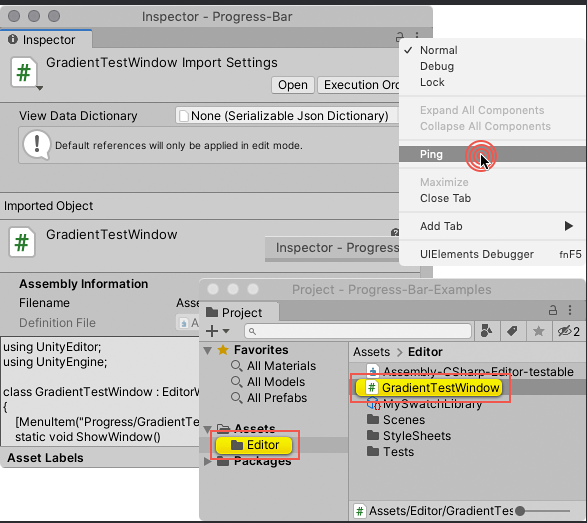 Inspector - Progress-Bar
Inspector
GradientTestWindow Import Settings
Open
Execution Orc
View Data Dictionary
None (Serializable Json Dictionary)
Default references will only be applied in edit mode.
Imported Object
GradientTestWindow
Inspector - Progress
Assembly Information
Filename
Asse
Definition File
using UnityEditor;
using UnityEngine;
class GradientTestWindow : EditorW
{
[MenuItem("Progress/GradientTes
static void ShowWindow()
Asset Labels
Normal
Debug
Lock
Expand All Components
Collapse All Components
Ping
Maximize
Close Tab
Add Tab
UIElements Debugger
fnF5
Project - Progress-Bar-Examples
Project
2
Favorites
All Materials
All Models
All Prefabs
Assets
Editor
Packages
Assets > Editor
Assembly-CSharp-Editor-testable
GradientTestWindow
MySwatchLibrary
Scenes
StyleSheets
Tests
Assets/Editor/GradientTes